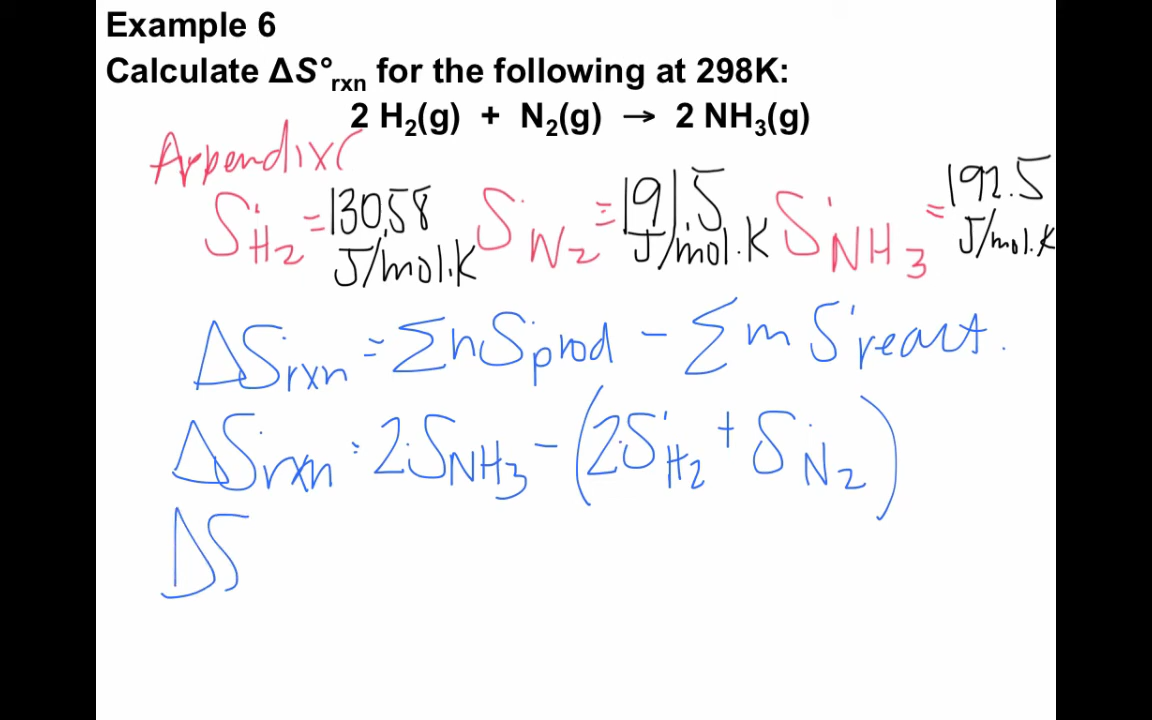 Example 6
Calculate ΔS°rxn for the following at 298K:
2 H₂(g) + N₂(g) → 2 NH₃(g)
Appendix C
S°H₂ = 130.58 J/mol.K S°N₂ = 191.5 J/mol.K S°NH₃ = 192.5 J/mol.K
ΔS°rxn = ΣnS°prod - ΣmS°react.
ΔS°rxn = 2·S°NH₃ - (2·S°H₂ + S°N₂)
ΔS